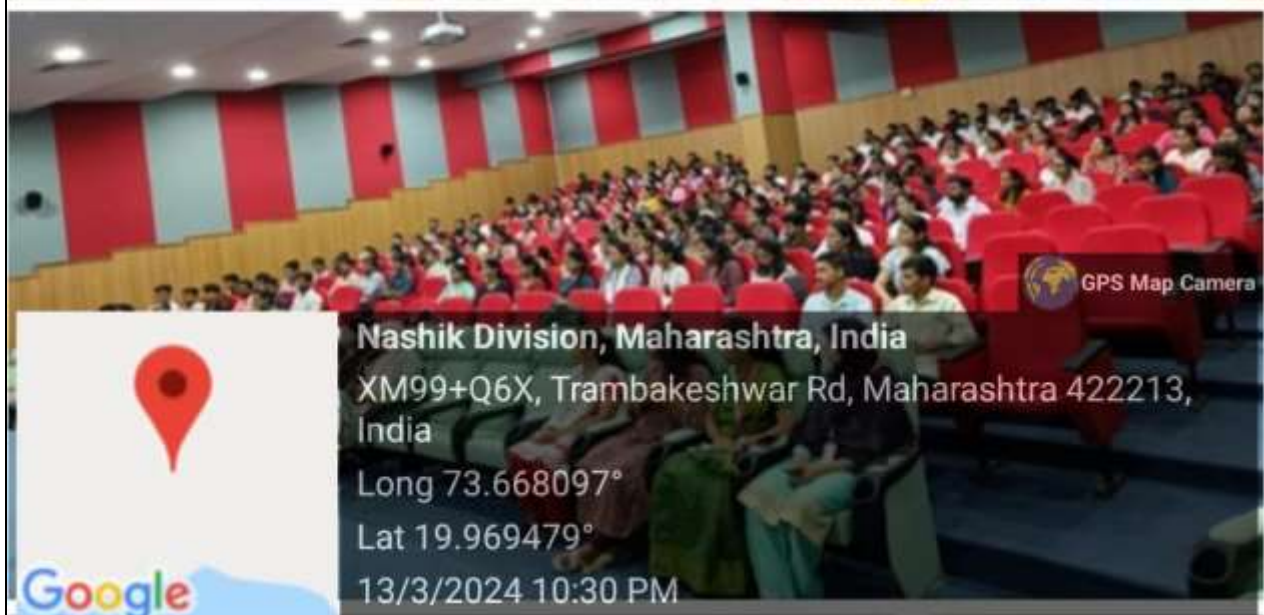 GPS Map Camera
Nashik Division, Maharashtra, India
XM99+Q6X, Trambakeshwar Rd, Maharashtra 422213,
India
Long 73.668097°
Lat 19.969479°
13/3/2024 10:30 PM
Google